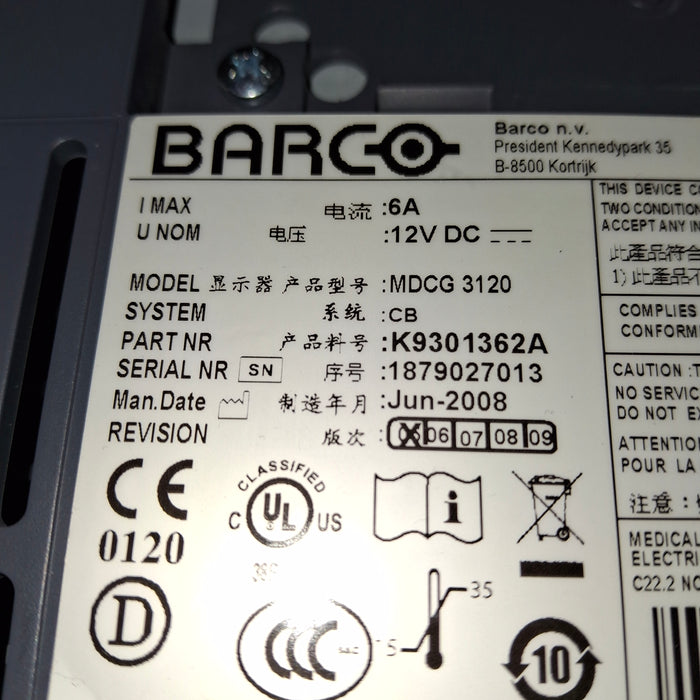 BARCO
Barco n.v.
President Kennedypark 35
B-8500 Kortrijk
I MAX 电流 :6A
U NOM 电压 :12V DC
MODEL 显示器 产品型号 :MDCG 3120
SYSTEM 系统 :CB
PART NR 产品料号 :K9301362A
SERIAL NR SN 序号 :1879027013
Man.Date 制造年月 :Jun-2008
REVISION 版次 : 05 06 07 08 09
CE
0120
CLASSIFIED
C UL US
i
D
CCC
35
10
THIS DEVICE
TWO CONDITION
ACCEPT ANY IN
此產品符合
1) 此產品不
COMPLIES
CONFORM
CAUTION :T
NO SERVIC
DO NOT EX
ATTENTIO
POUR LA
注意 :
MEDICAL
ELECTRI
C22.2 NO